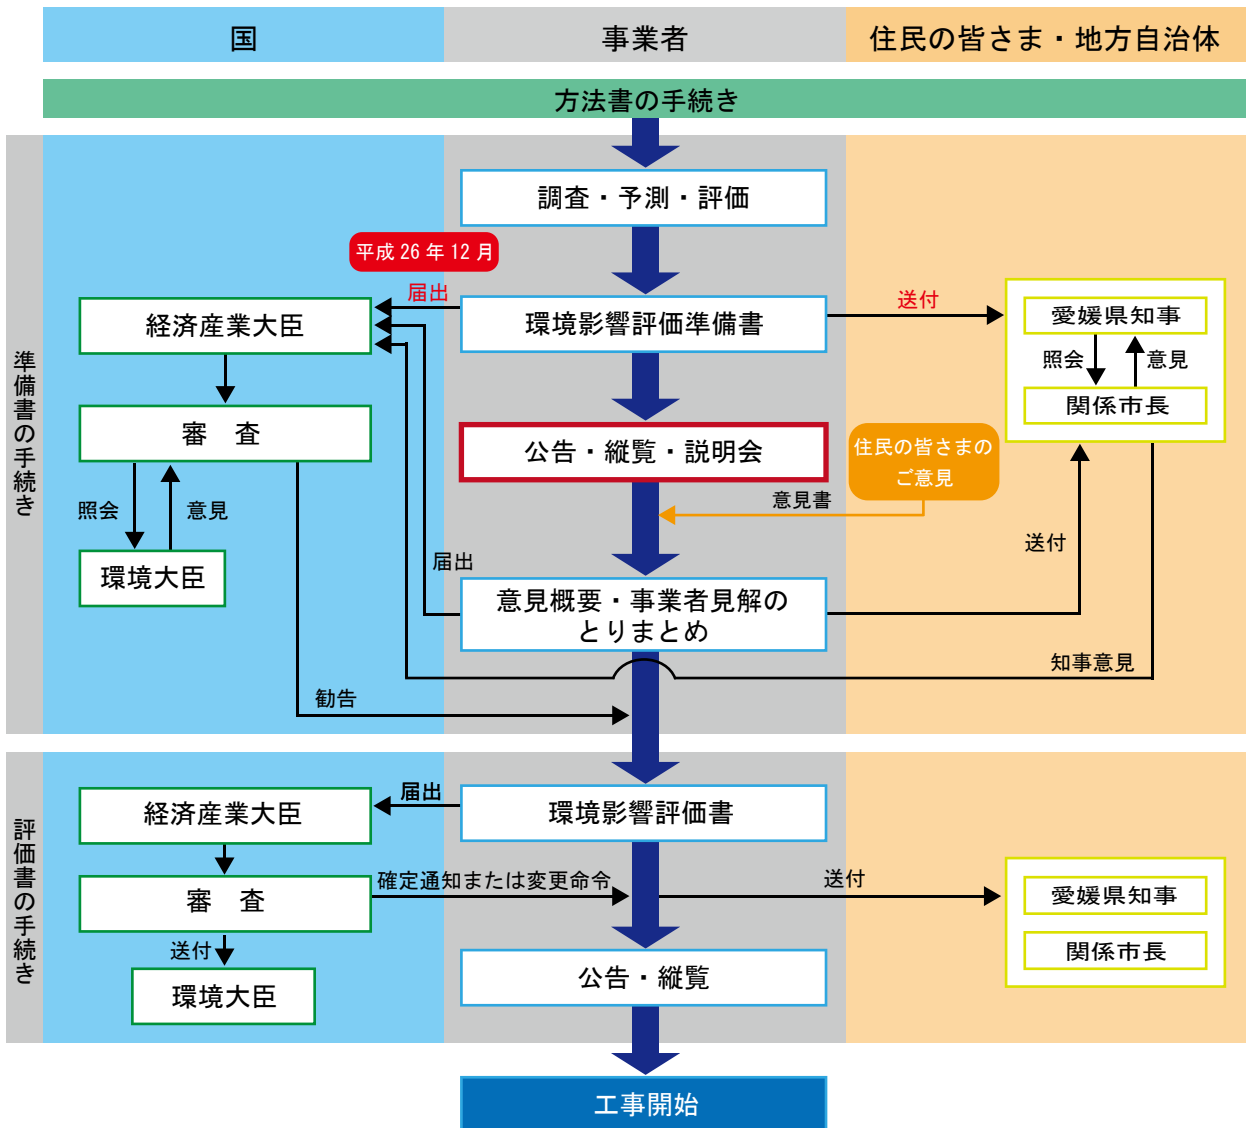 国
事業者
住民の皆さま・地方自治体
方法書の手続き
準備書の手続き
調査・予測・評価
平成 26 年 12 月
届出
送付
経済産業大臣
環境影響評価準備書
愛媛県知事
照会
意見
関係市長
審　査
公告・縦覧・説明会
住民の皆さまの
ご意見
意見書
照会
意見
届出
送付
環境大臣
意見概要・事業者見解の
とりまとめ
知事意見
勧告
評価書の手続き
届出
経済産業大臣
環境影響評価書
審　査
確定通知または変更命令
送付
愛媛県知事
関係市長
送付
環境大臣
公告・縦覧
工事開始